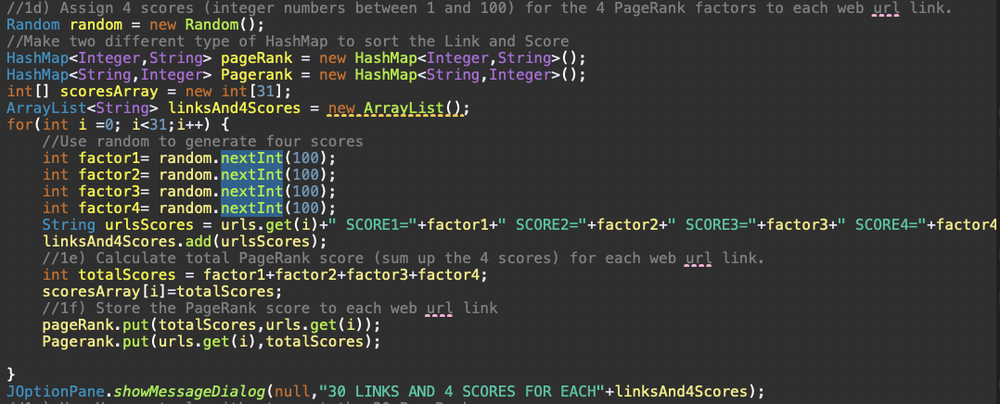 //1d) Assign 4 scores (integer numbers between 1 and 100) for the 4 PageRank factors to each web url link.
Random random = new Random();
//Make two different type of HashMap to sort the Link and Score
HashMap<Integer,String> pageRank = new HashMap<Integer,String>();
HashMap<String,Integer> Pagerank = new HashMap<String,Integer>();
int[] scoresArray = new int[31];
ArrayList<String> linksAnd4Scores = new ArrayList();
for(int i =0; i<31;i++) {
    //Use random to generate four scores
    int factor1= random.nextInt(100);
    int factor2= random.nextInt(100);
    int factor3= random.nextInt(100);
    int factor4= random.nextInt(100);
    String urlsScores = urls.get(i)+" SCORE1="+factor1+" SCORE2="+factor2+" SCORE3="+factor3+" SCORE4="+factor4
    linksAnd4Scores.add(urlsScores);
    //1e) Calculate total PageRank score (sum up the 4 scores) for each web url link.
    int totalScores = factor1+factor2+factor3+factor4;
    scoresArray[i]=totalScores;
    //1f) Store the PageRank score to each web url link
    pageRank.put(totalScores,urls.get(i));
    Pagerank.put(urls.get(i),totalScores);
}
JOptionPane.showMessageDialog(null,"30 LINKS AND 4 SCORES FOR EACH"+linksAnd4Scores);